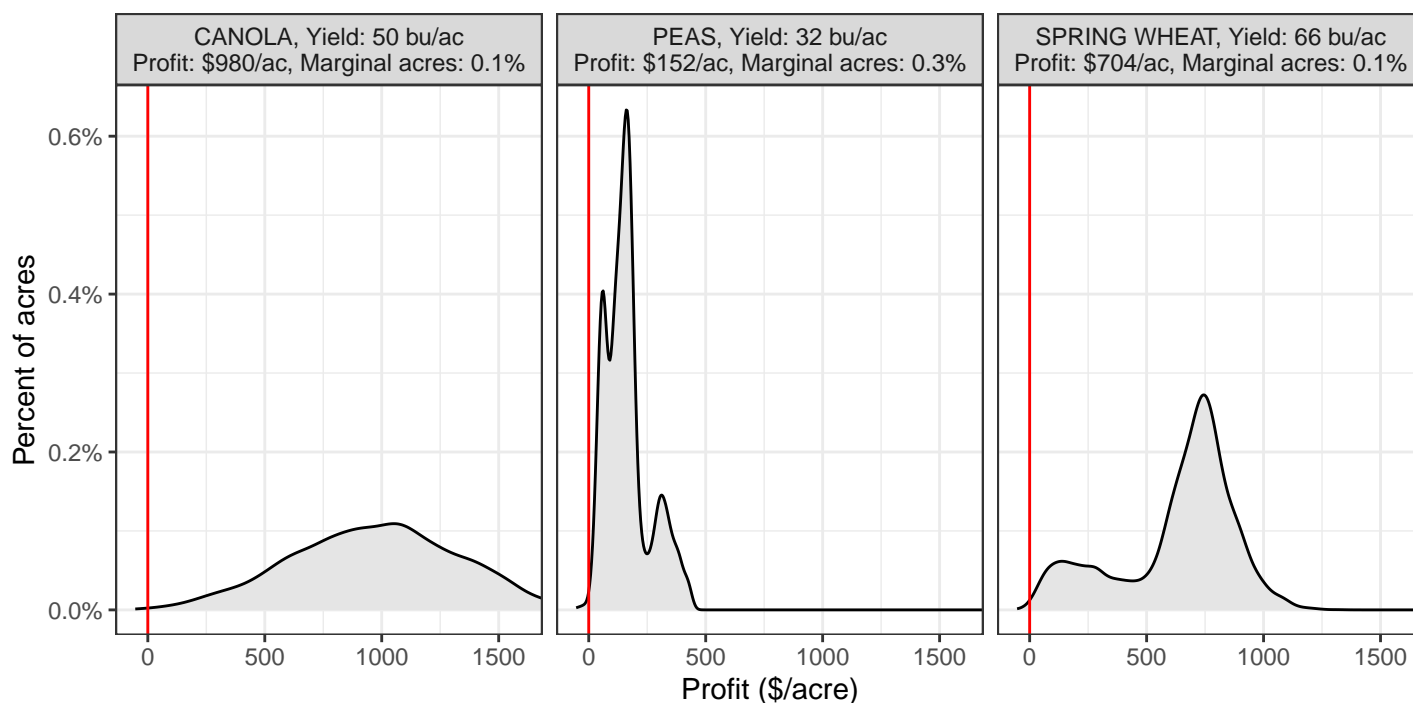 CANOLA, Yield: 50 bu/ac
Profit: $980/ac, Marginal acres: 0.1%
PEAS, Yield: 32 bu/ac
Profit: $152/ac, Marginal acres: 0.3%
SPRING WHEAT, Yield: 66 bu/ac
Profit: $704/ac, Marginal acres: 0.1%
Percent of acres
0.6%
0.4%
0.2%
0.0%
0 500 1000 1500
0 500 1000 1500
0 500 1000 1500
Profit ($/acre)